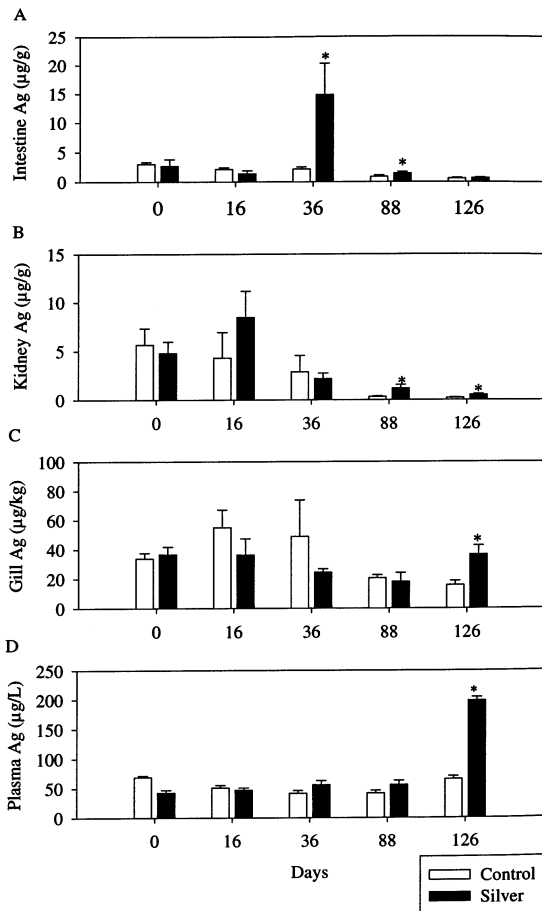 A
Intestine Ag (µg/g)
25
20
15
10
5
0
*
*
0 16 36 88 126
B
Kidney Ag (µg/g)
15
10
5
0
*
*
0 16 36 88 126
C
Gill Ag (µg/kg)
100
80
60
40
20
0
*
0 16 36 88 126
D
Plasma Ag (µg/L)
250
200
150
100
50
0
*
0 16 36 88 126
Days
Control
Silver